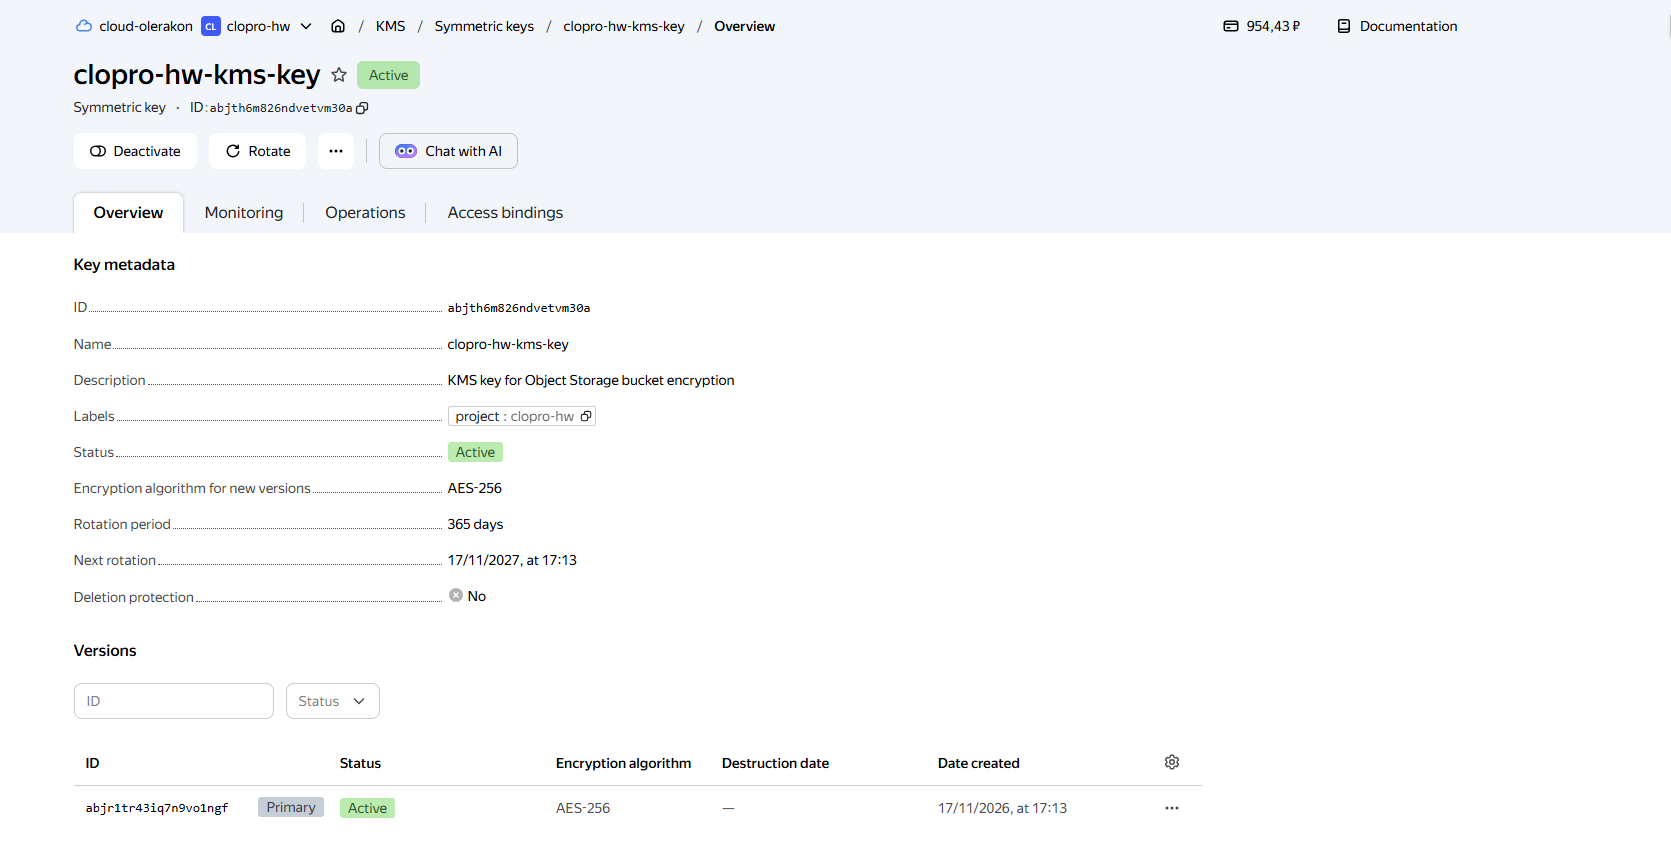 cloud-olerakon CL clopro-hw / KMS / Symmetric keys / clopro-hw-kms-key / Overview 954,43 ₽ Documentation
clopro-hw-kms-key Active
Symmetric key • ID: abjth6m826ndvetvm30a
Deactivate Rotate ••• Chat with AI
Overview Monitoring Operations Access bindings
Key metadata
ID abjth6m826ndvetvm30a
Name clopro-hw-kms-key
Description KMS key for Object Storage bucket encryption
Labels project : clopro-hw
Status Active
Encryption algorithm for new versions AES-256
Rotation period 365 days
Next rotation 17/11/2027, at 17:13
Deletion protection No
Versions
ID Status
ID Status Encryption algorithm Destruction date Date created
abjr1tr43iq7n9vo1ngf Primary Active AES-256 — 17/11/2026, at 17:13 •••